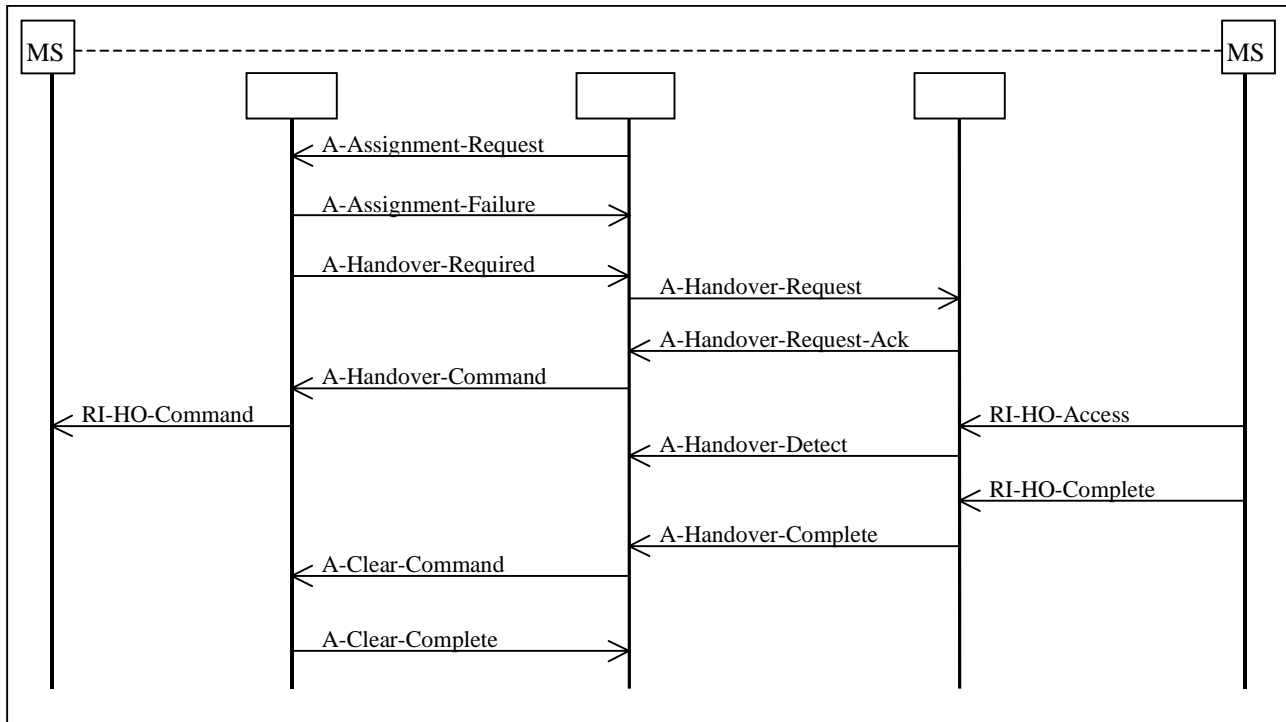 MS
MS
A-Assignment-Request
A-Assignment-Failure
A-Handover-Required
A-Handover-Request
A-Handover-Request-Ack
A-Handover-Command
RI-HO-Command
RI-HO-Access
A-Handover-Detect
RI-HO-Complete
A-Handover-Complete
A-Clear-Command
A-Clear-Complete